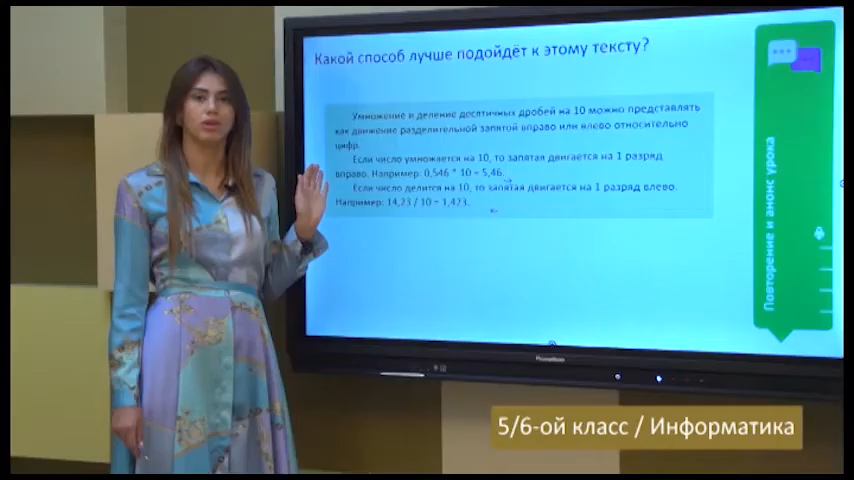 Какой способ лучше подойдёт к этому тексту?
Умножение и деление десятичных дробей на 10 можно представлять
как движение разделительной запятой вправо или влево относительно
цифр.
Если число умножается на 10, то запятая двигается на 1 разряд
вправо. Например: 0,546 * 10 = 5,46.
Если число делится на 10, то запятая двигается на 1 разряд влево.
Например: 14,23 / 10 = 1,423.
Повторение и анонс урока
Promethean
5/6-ой класс / Информатика